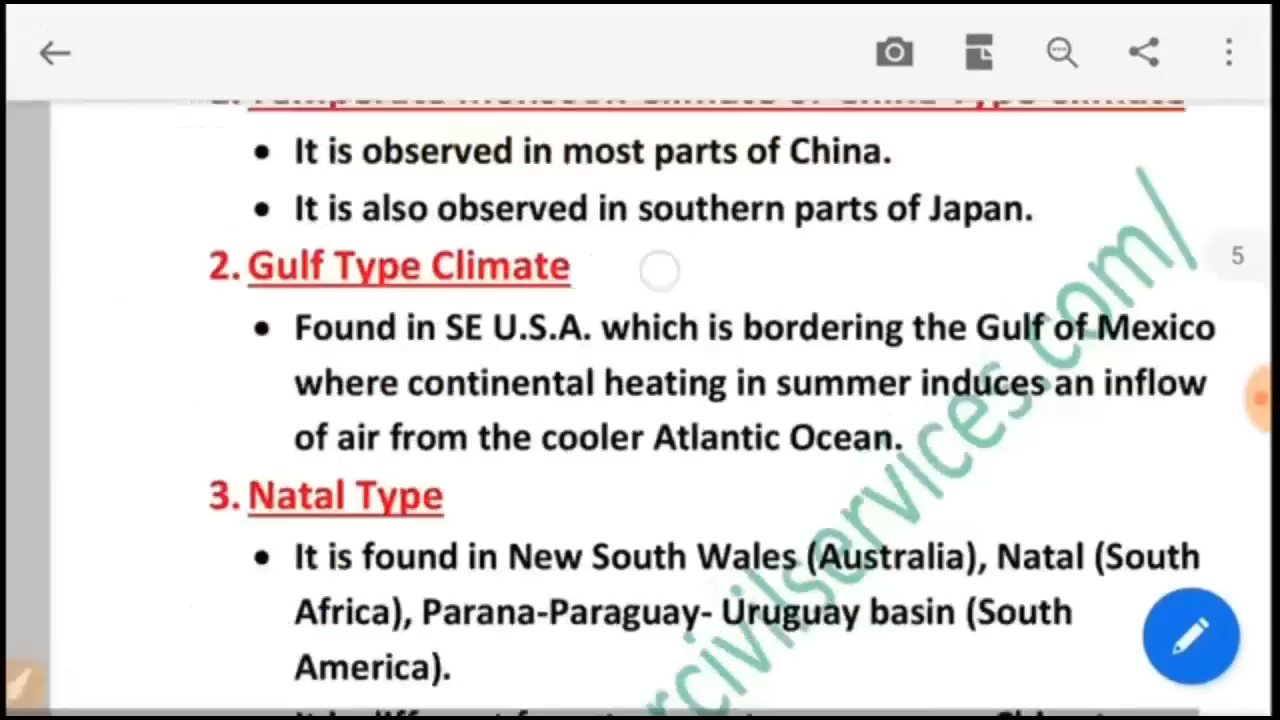 5
It is observed in most parts of China.
It is also observed in southern parts of Japan.
2. Gulf Type Climate
Found in SE U.S.A. which is bordering the Gulf of Mexico
where continental heating in summer induces an inflow
of air from the cooler Atlantic Ocean.
3. Natal Type
It is found in New South Wales (Australia), Natal (South
Africa), Parana-Paraguay- Uruguay basin (South
America).
rcivilservices.com/